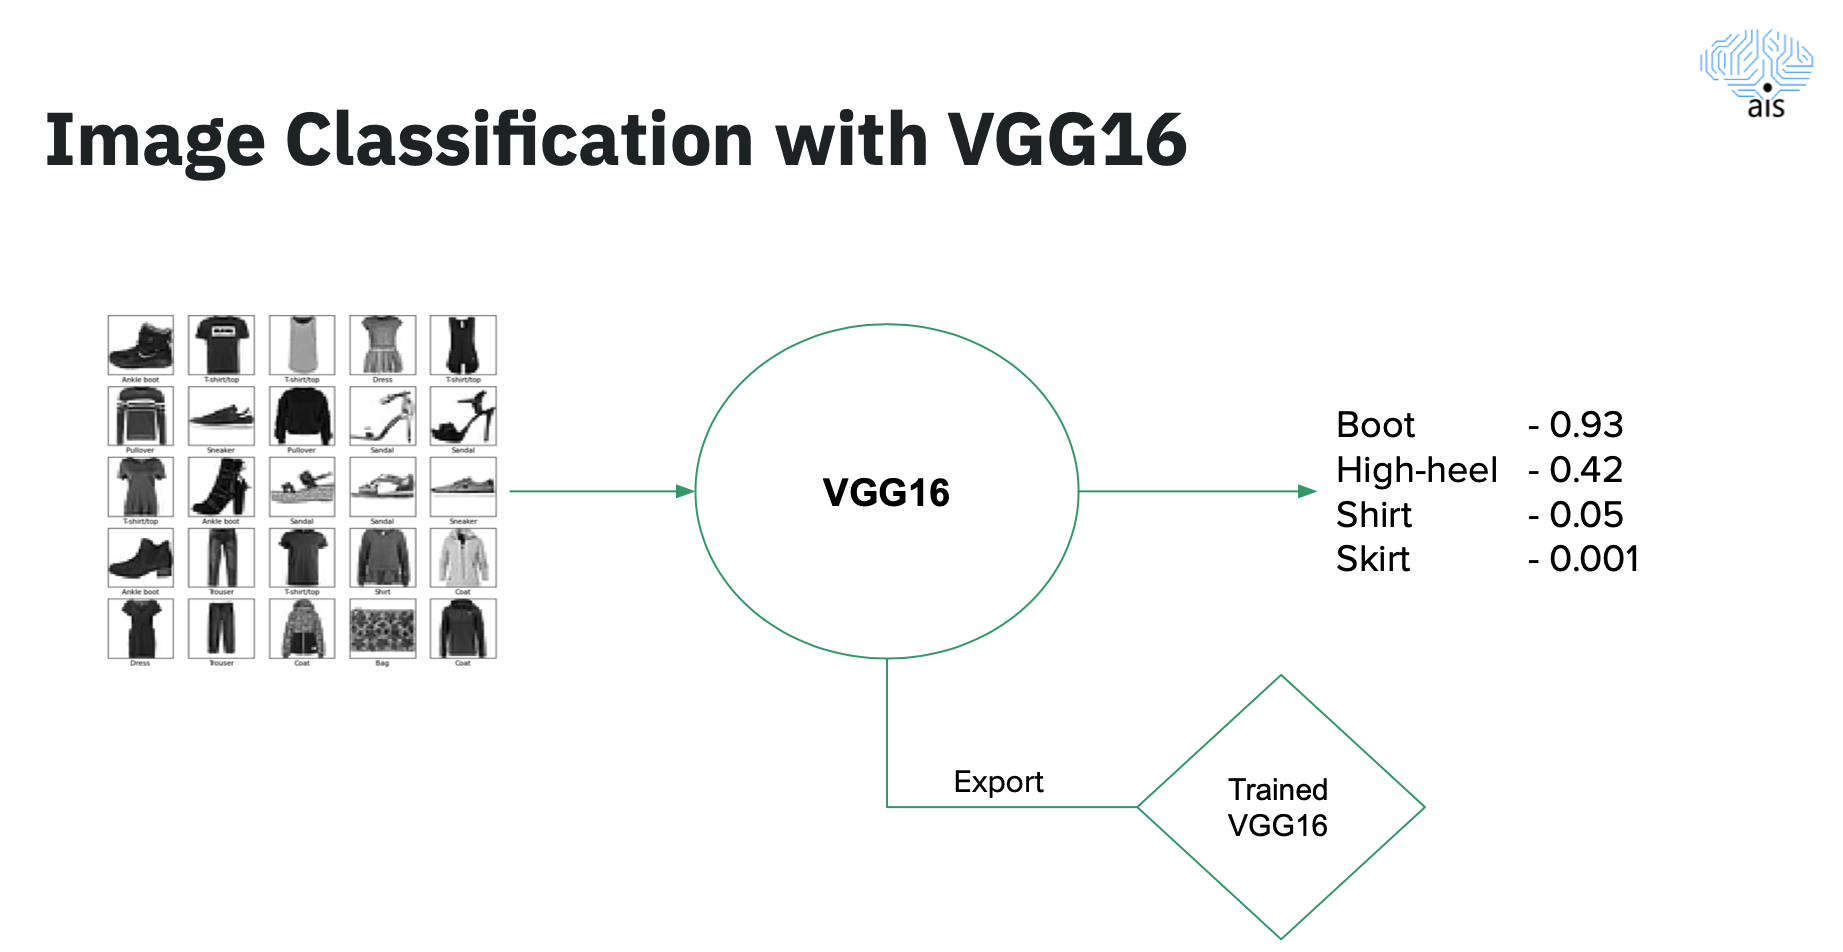 ais
Image Classification with VGG16
Ankle boot T-shirt/top T-shirt/top Dress T-shirt/top
Pullover Sneaker Pullover Sandal Sandal
T-shirt/top Ankle boot Sandal Sandal Sneaker
Ankle boot Trouser T-shirt/top Shirt Coat
Dress Trouser Coat Bag Coat
VGG16
Boot - 0.93
High-heel - 0.42
Shirt - 0.05
Skirt - 0.001
Export
Trained
VGG16